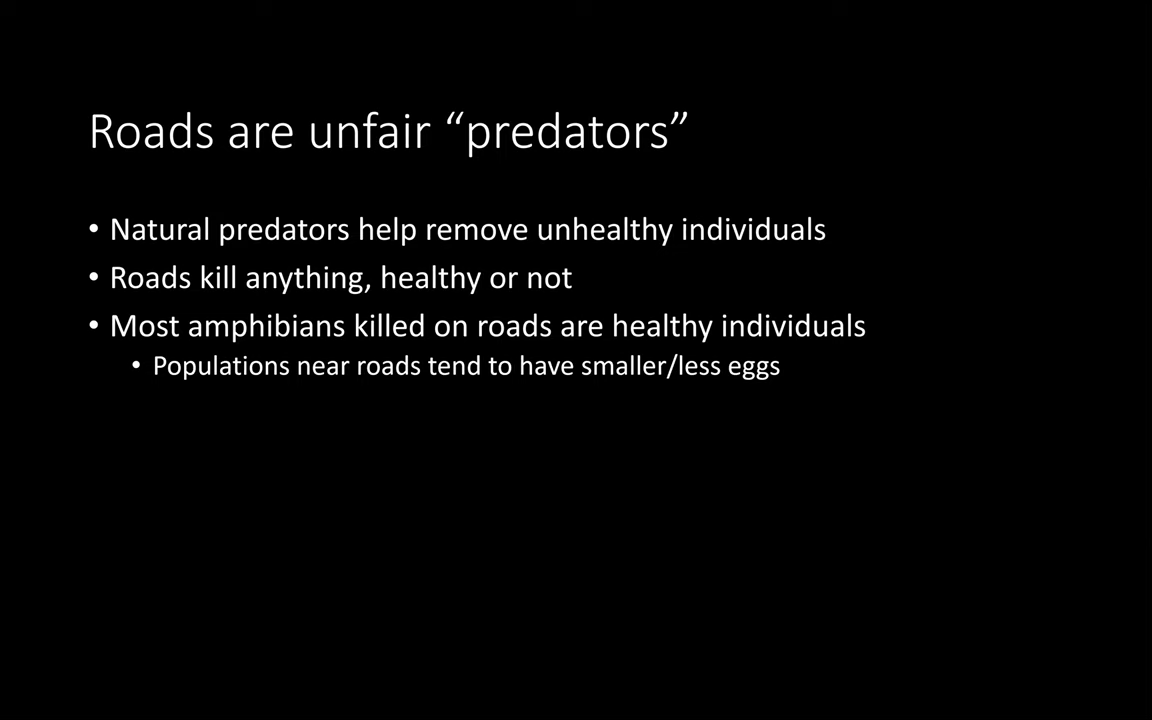 Roads are unfair “predators”
• Natural predators help remove unhealthy individuals
• Roads kill anything, healthy or not
• Most amphibians killed on roads are healthy individuals
• Populations near roads tend to have smaller/less eggs